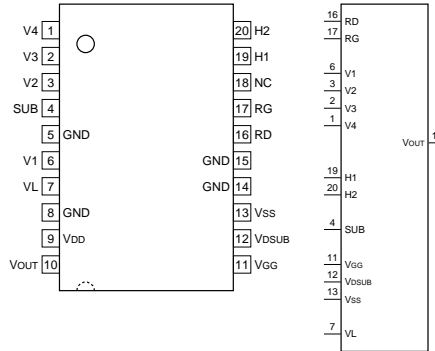 V4 1 20 H2
V3 2 19 H1
V2 3 18 NC
SUB 4 17 RG
5 GND 16 RD
V1 6 GND 15
VL 7 GND 14
8 GND 13 VSS
9 VDD 12 VDSUB
VOUT 10 11 VGG
16 RD
17 RG
6 V1
3 V2
2 V3
1 V4
VOUT 1
19 H1
20 H2
4 SUB
11 VGG
12 VDSUB
13 VSS
7 VL